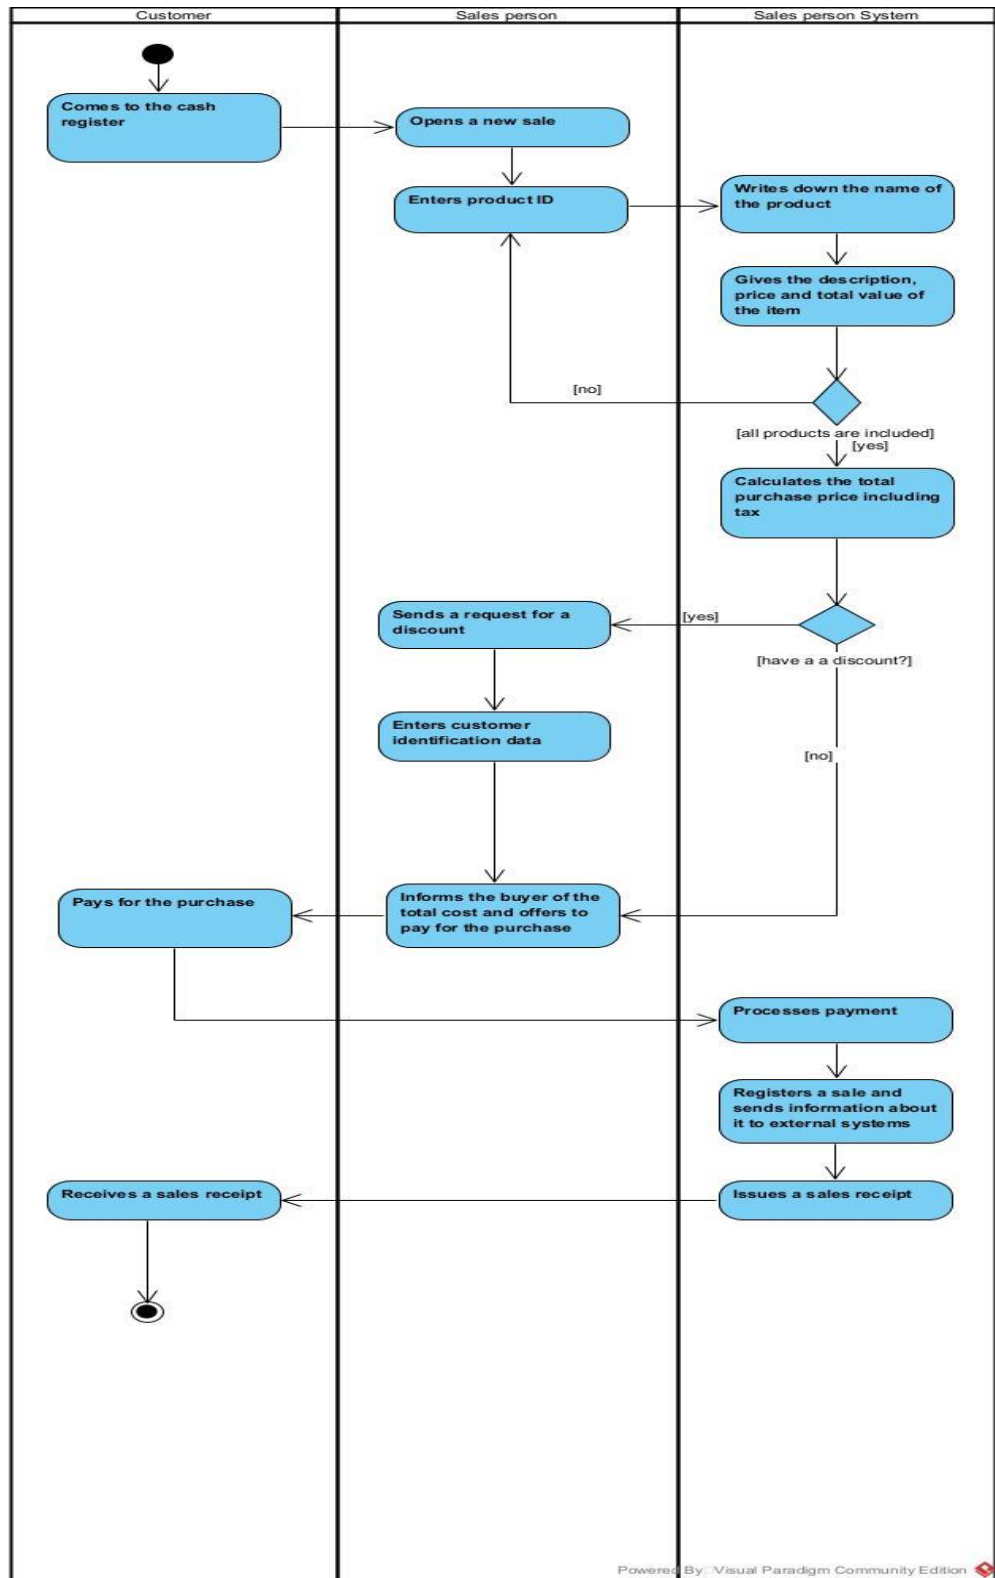 Customer
Sales person
Sales person System
Comes to the cash
register
Opens a new sale
Enters product ID
Writes down the name of
the product
Gives the description,
price and total value of
the item
[no]
[all products are included]
[yes]
Calculates the total
purchase price including
tax
[yes]
[have a a discount?]
Sends a request for a
discount
Enters customer
identification data
[no]
Informs the buyer of the
total cost and offers to
pay for the purchase
Pays for the purchase
Processes payment
Registers a sale and
sends information about
it to external systems
Issues a sales receipt
Receives a sales receipt
Powered By: Visual Paradigm Community Edition